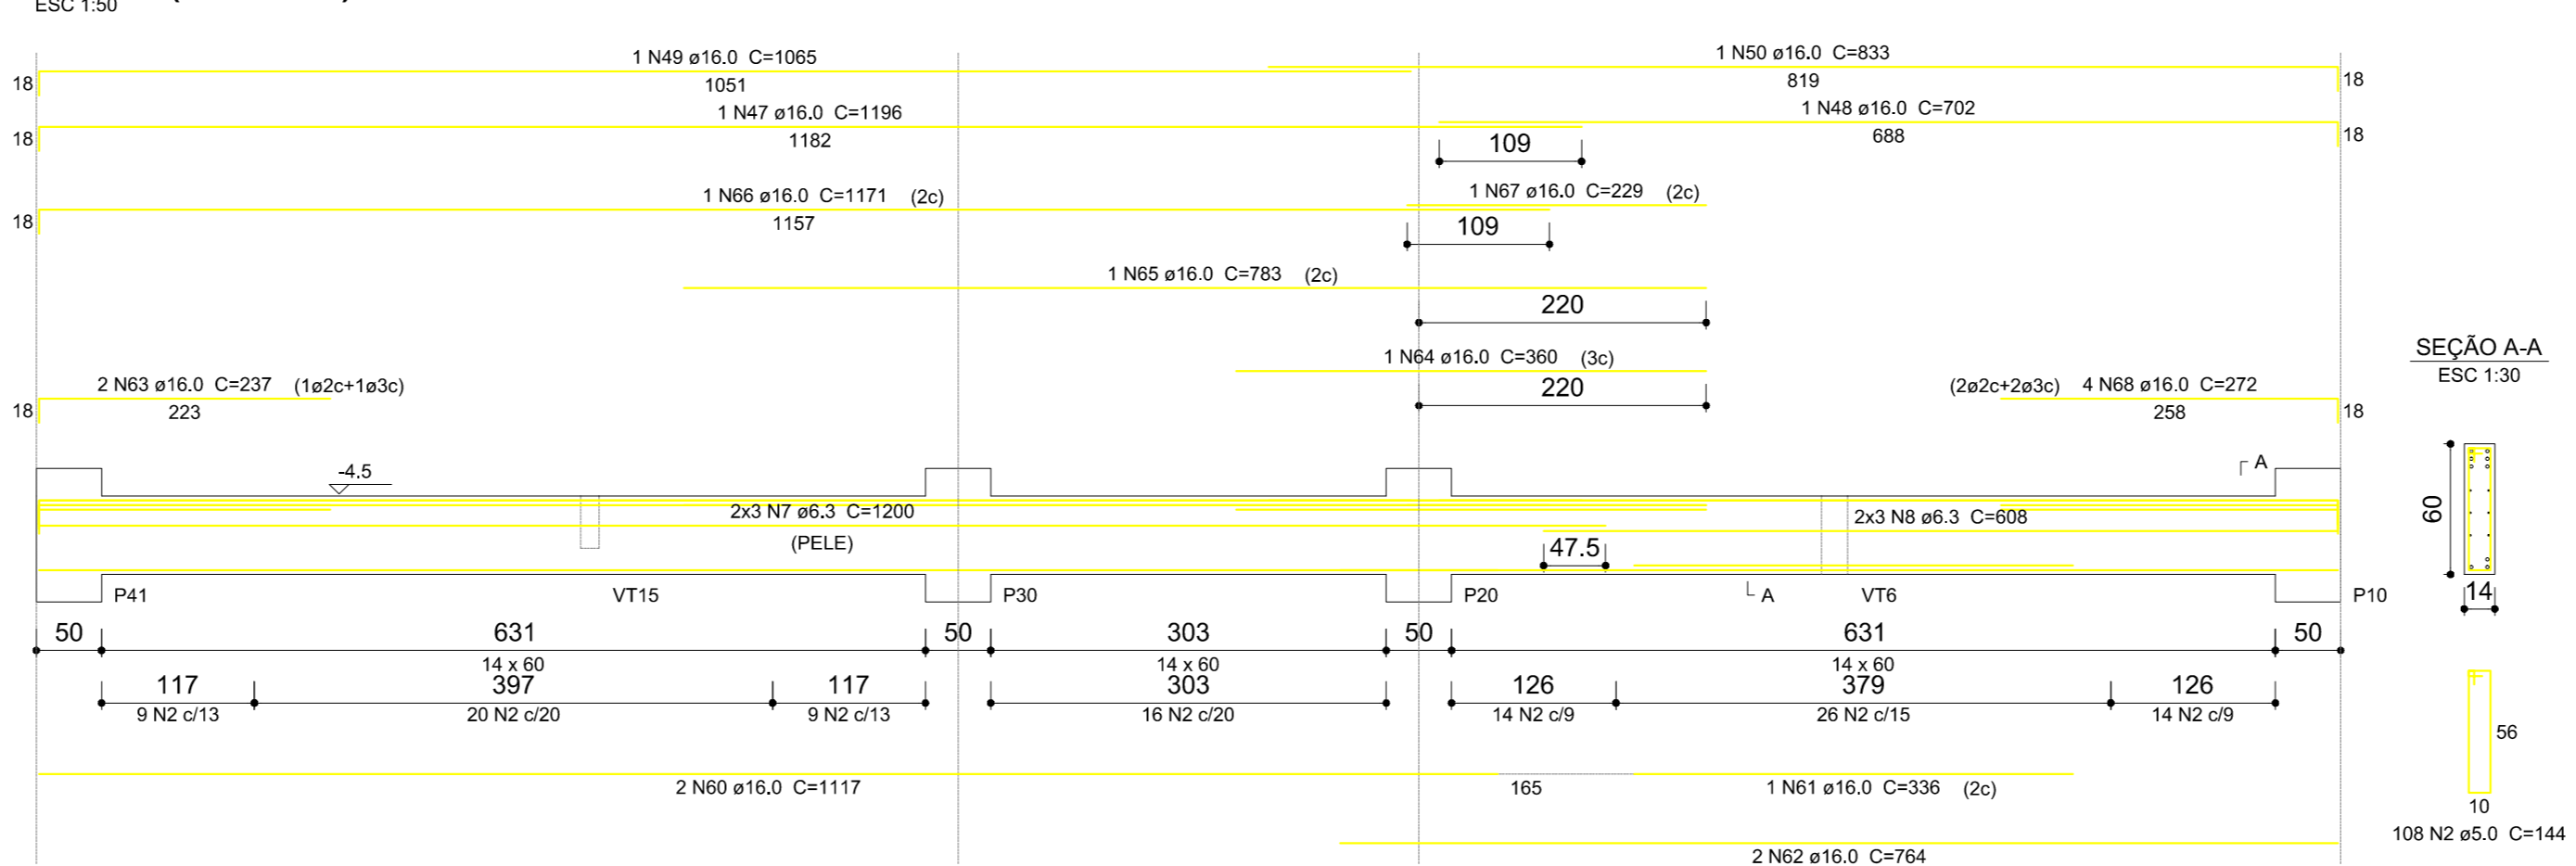 ESC 1:50
1 N49 ø16.0 C=1065
1 N50 ø16.0 C=833
18
1051
819
18
1 N47 ø16.0 C=1196
1 N48 ø16.0 C=702
18
1182
109
688
18
1 N66 ø16.0 C=1171 (2c)
1 N67 ø16.0 C=229 (2c)
18
1157
109
1 N65 ø16.0 C=783 (2c)
220
1 N64 ø16.0 C=360 (3c)
SEÇÃO A-A
ESC 1:30
2 N63 ø16.0 C=237 (1ø2c+1ø3c)
220
(2ø2c+2ø3c) 4 N68 ø16.0 C=272
18
223
258
18
-4.5
A
2x3 N7 ø6.3 C=1200
2x3 N8 ø6.3 C=608
60
(PELE)
47.5
P41
VT15
P30
P20
A
VT6
P10
14
50
631
50
303
50
631
50
14 x 60
14 x 60
14 x 60
117
397
117
303
126
379
126
9 N2 c/13
20 N2 c/20
9 N2 c/13
16 N2 c/20
14 N2 c/9
26 N2 c/15
14 N2 c/9
56
2 N60 ø16.0 C=1117
165
1 N61 ø16.0 C=336 (2c)
10
108 N2 ø5.0 C=144
2 N62 ø16.0 C=764